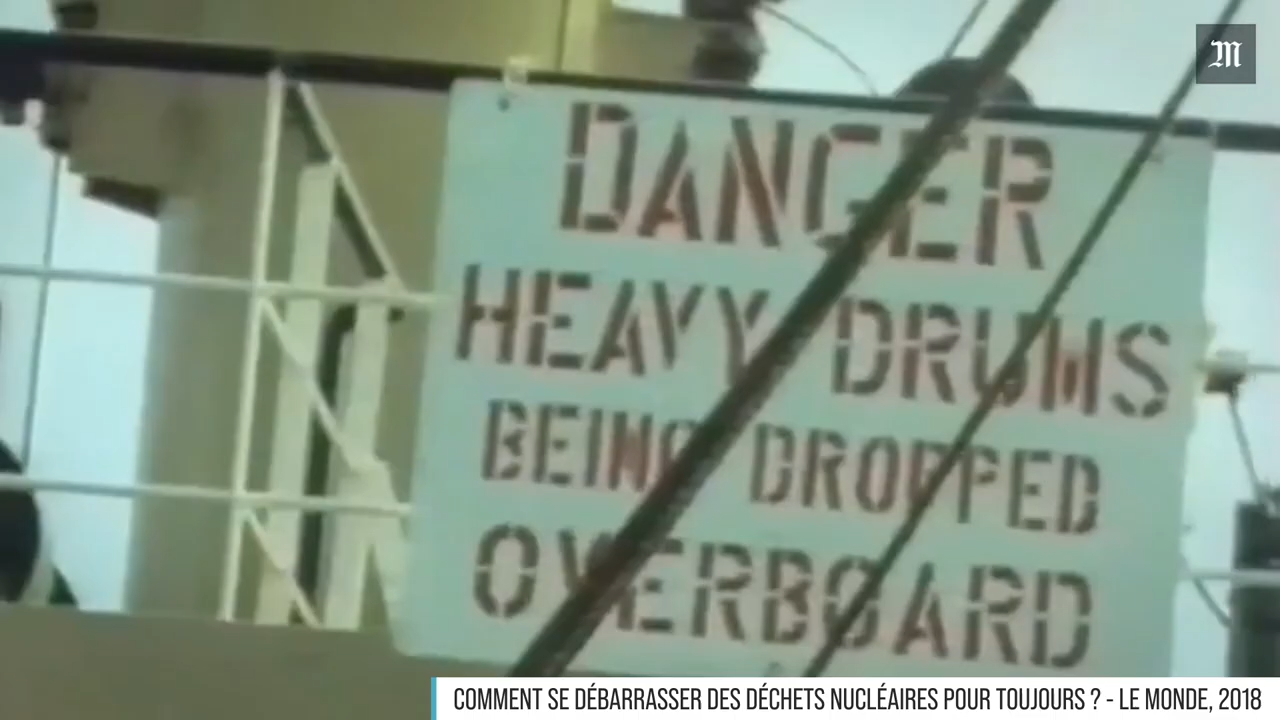 M
DANGER
HEAVY DRUMS
BEING DROPPED
OVERBOARD
COMMENT SE DÉBARRASSER DES DÉCHETS NUCLÉAIRES POUR TOUJOURS ? - LE MONDE, 2018